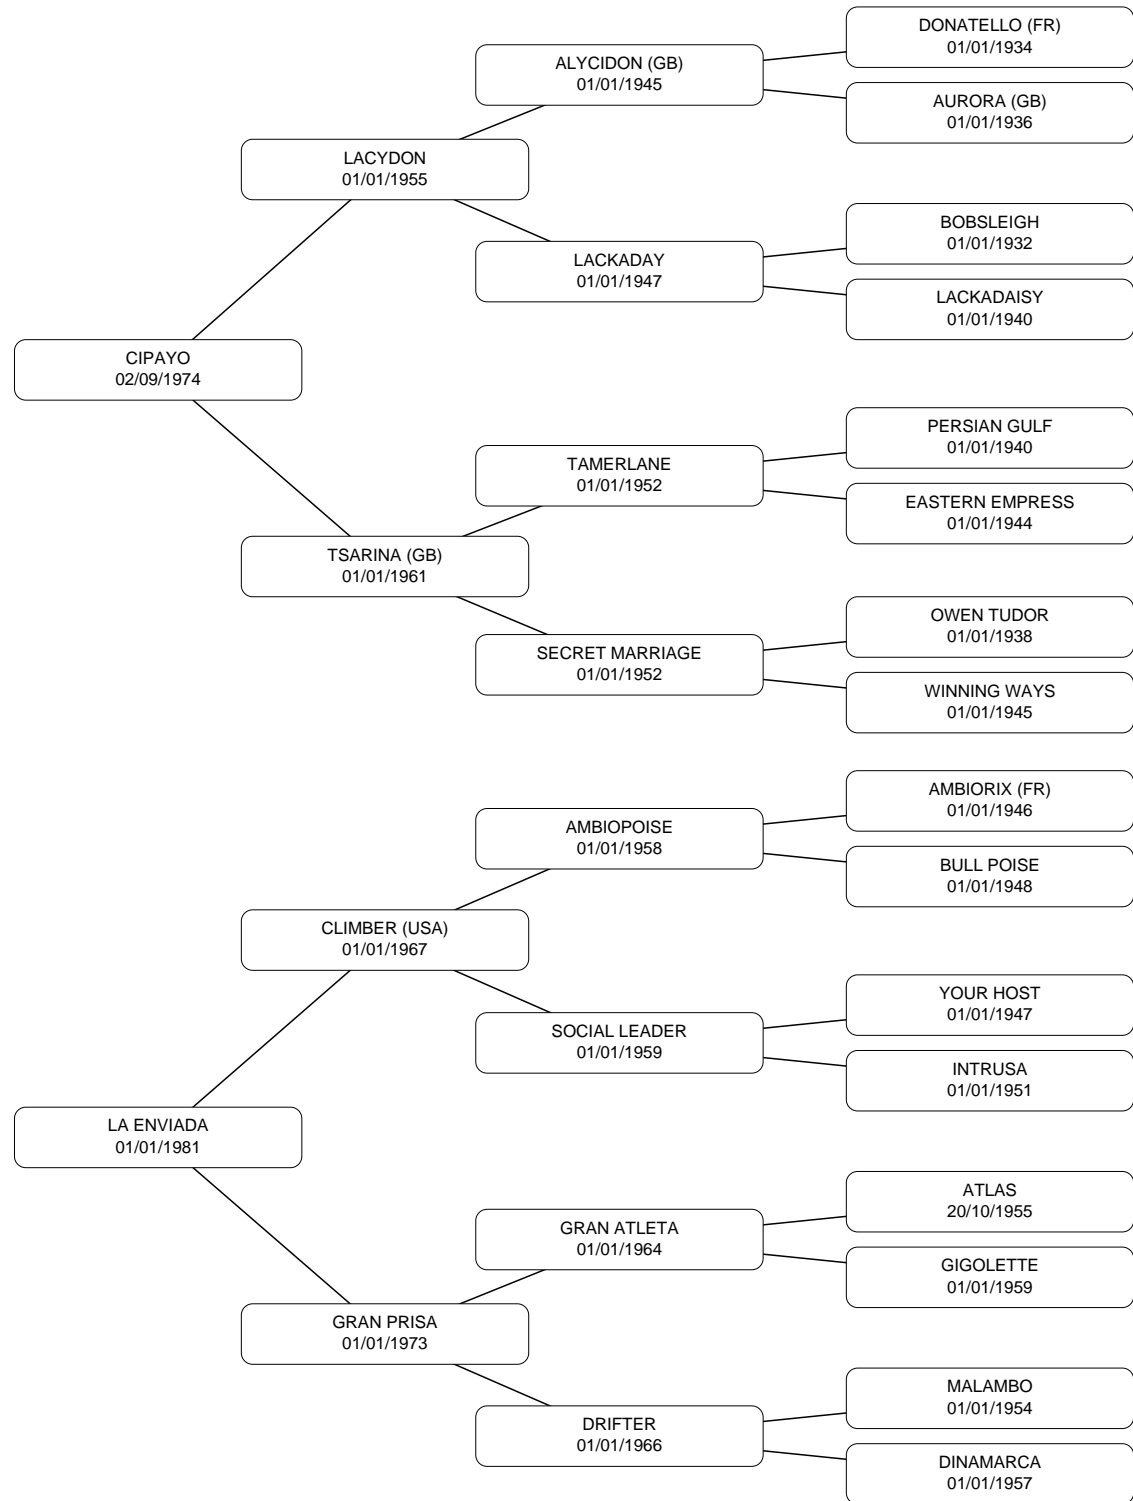 DONATELLO (FR)
01/01/1934
ALYCIDON (GB)
01/01/1945
AURORA (GB)
01/01/1936
LACYDON
01/01/1955
BOBSLEIGH
01/01/1932
LACKADAY
01/01/1947
LACKADAISY
01/01/1940
CIPAYO
02/09/1974
PERSIAN GULF
01/01/1940
TAMERLANE
01/01/1952
EASTERN EMPRESS
01/01/1944
TSARINA (GB)
01/01/1961
OWEN TUDOR
01/01/1938
SECRET MARRIAGE
01/01/1952
WINNING WAYS
01/01/1945
AMBIORIX (FR)
01/01/1946
AMBIOPOISE
01/01/1958
BULL POISE
01/01/1948
CLIMBER (USA)
01/01/1967
YOUR HOST
01/01/1947
SOCIAL LEADER
01/01/1959
INTRUSA
01/01/1951
LA ENVIADA
01/01/1981
ATLAS
20/10/1955
GRAN ATLETA
01/01/1964
GIGOLETTE
01/01/1959
GRAN PRISA
01/01/1973
MALAMBO
01/01/1954
DRIFTER
01/01/1966
DINAMARCA
01/01/1957